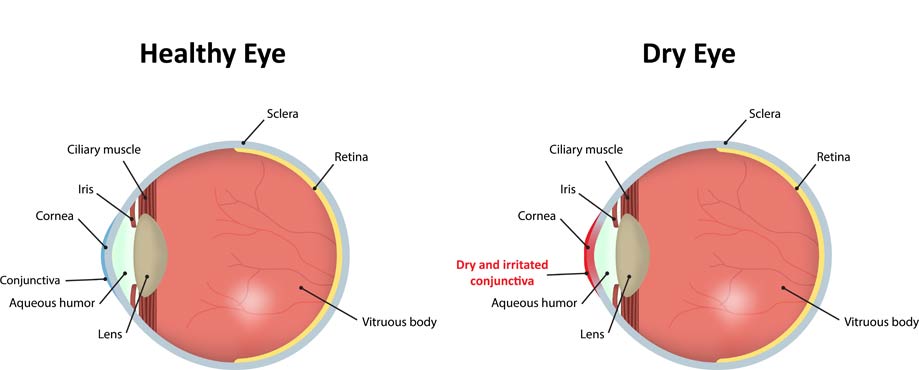 Healthy Eye
Sclera
Ciliary muscle
Retina
Iris
Cornea
Conjunctiva
Aqueous humor
Lens
Vitruous body
Dry Eye
Sclera
Ciliary muscle
Retina
Iris
Cornea
Dry and irritated
conjunctiva
Aqueous humor
Lens
Vitruous body